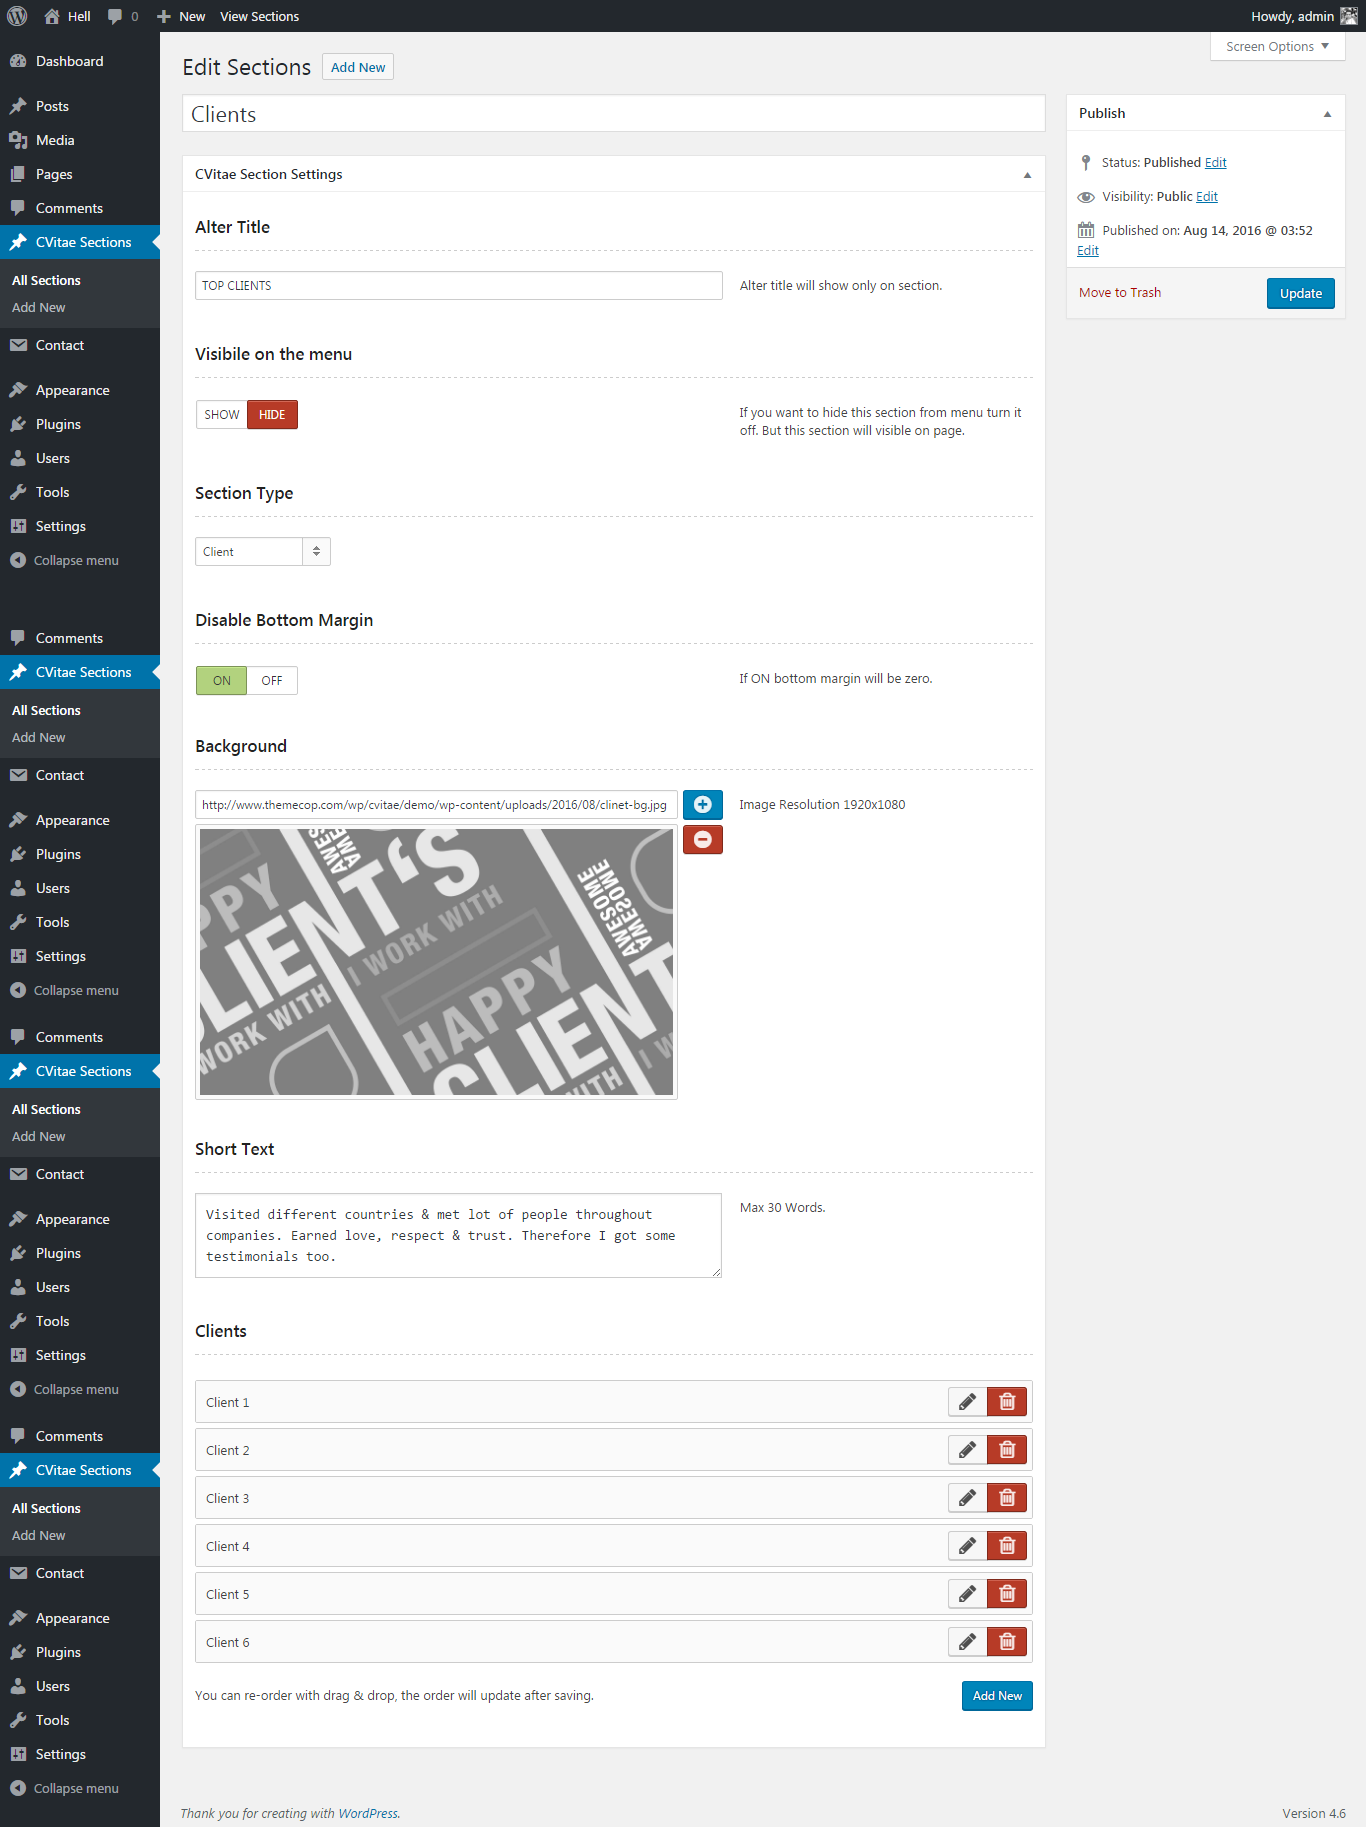 Hell
0
New
View Sections
Howdy, admin
Screen Options
Dashboard
Posts
Media
Pages
Comments
CVitae Sections
All Sections
Add New
Contact
Appearance
Plugins
Users
Tools
Settings
Collapse menu
Comments
CVitae Sections
All Sections
Add New
Contact
Appearance
Plugins
Users
Tools
Settings
Collapse menu
Comments
CVitae Sections
All Sections
Add New
Contact
Appearance
Plugins
Users
Tools
Settings
Collapse menu
Comments
CVitae Sections
All Sections
Add New
Contact
Appearance
Plugins
Users
Tools
Settings
Collapse menu
Edit Sections
Add New
Clients
CVitae Section Settings
Alter Title
TOP CLIENTS
Alter title will show only on section.
Visibile on the menu
SHOW
HIDE
If you want to hide this section from menu turn it
off. But this section will visible on page.
Section Type
Client
Disable Bottom Margin
ON
OFF
If ON bottom margin will be zero.
Background
http://www.themecop.com/wp/cvitae/demo/wp-content/uploads/2016/08/clinet-bg.jpg
Image Resolution 1920x1080
AWESOME
AWESOME
PPY
LIENT'S
I WORK WITH
WORK WITH
AWESOME
AWESOME
HAPPY
CLIENT
I W
WITH
Short Text
Visited different countries & met lot of people throughout
companies. Earned love, respect & trust. Therefore I got some
testimonials too.
Max 30 Words.
Clients
Client 1
Client 2
Client 3
Client 4
Client 5
Client 6
You can re-order with drag & drop, the order will update after saving.
Add New
Publish
Status: Published Edit
Visibility: Public Edit
Published on: Aug 14, 2016 @ 03:52
Edit
Move to Trash
Update
Thank you for creating with WordPress.
Version 4.6